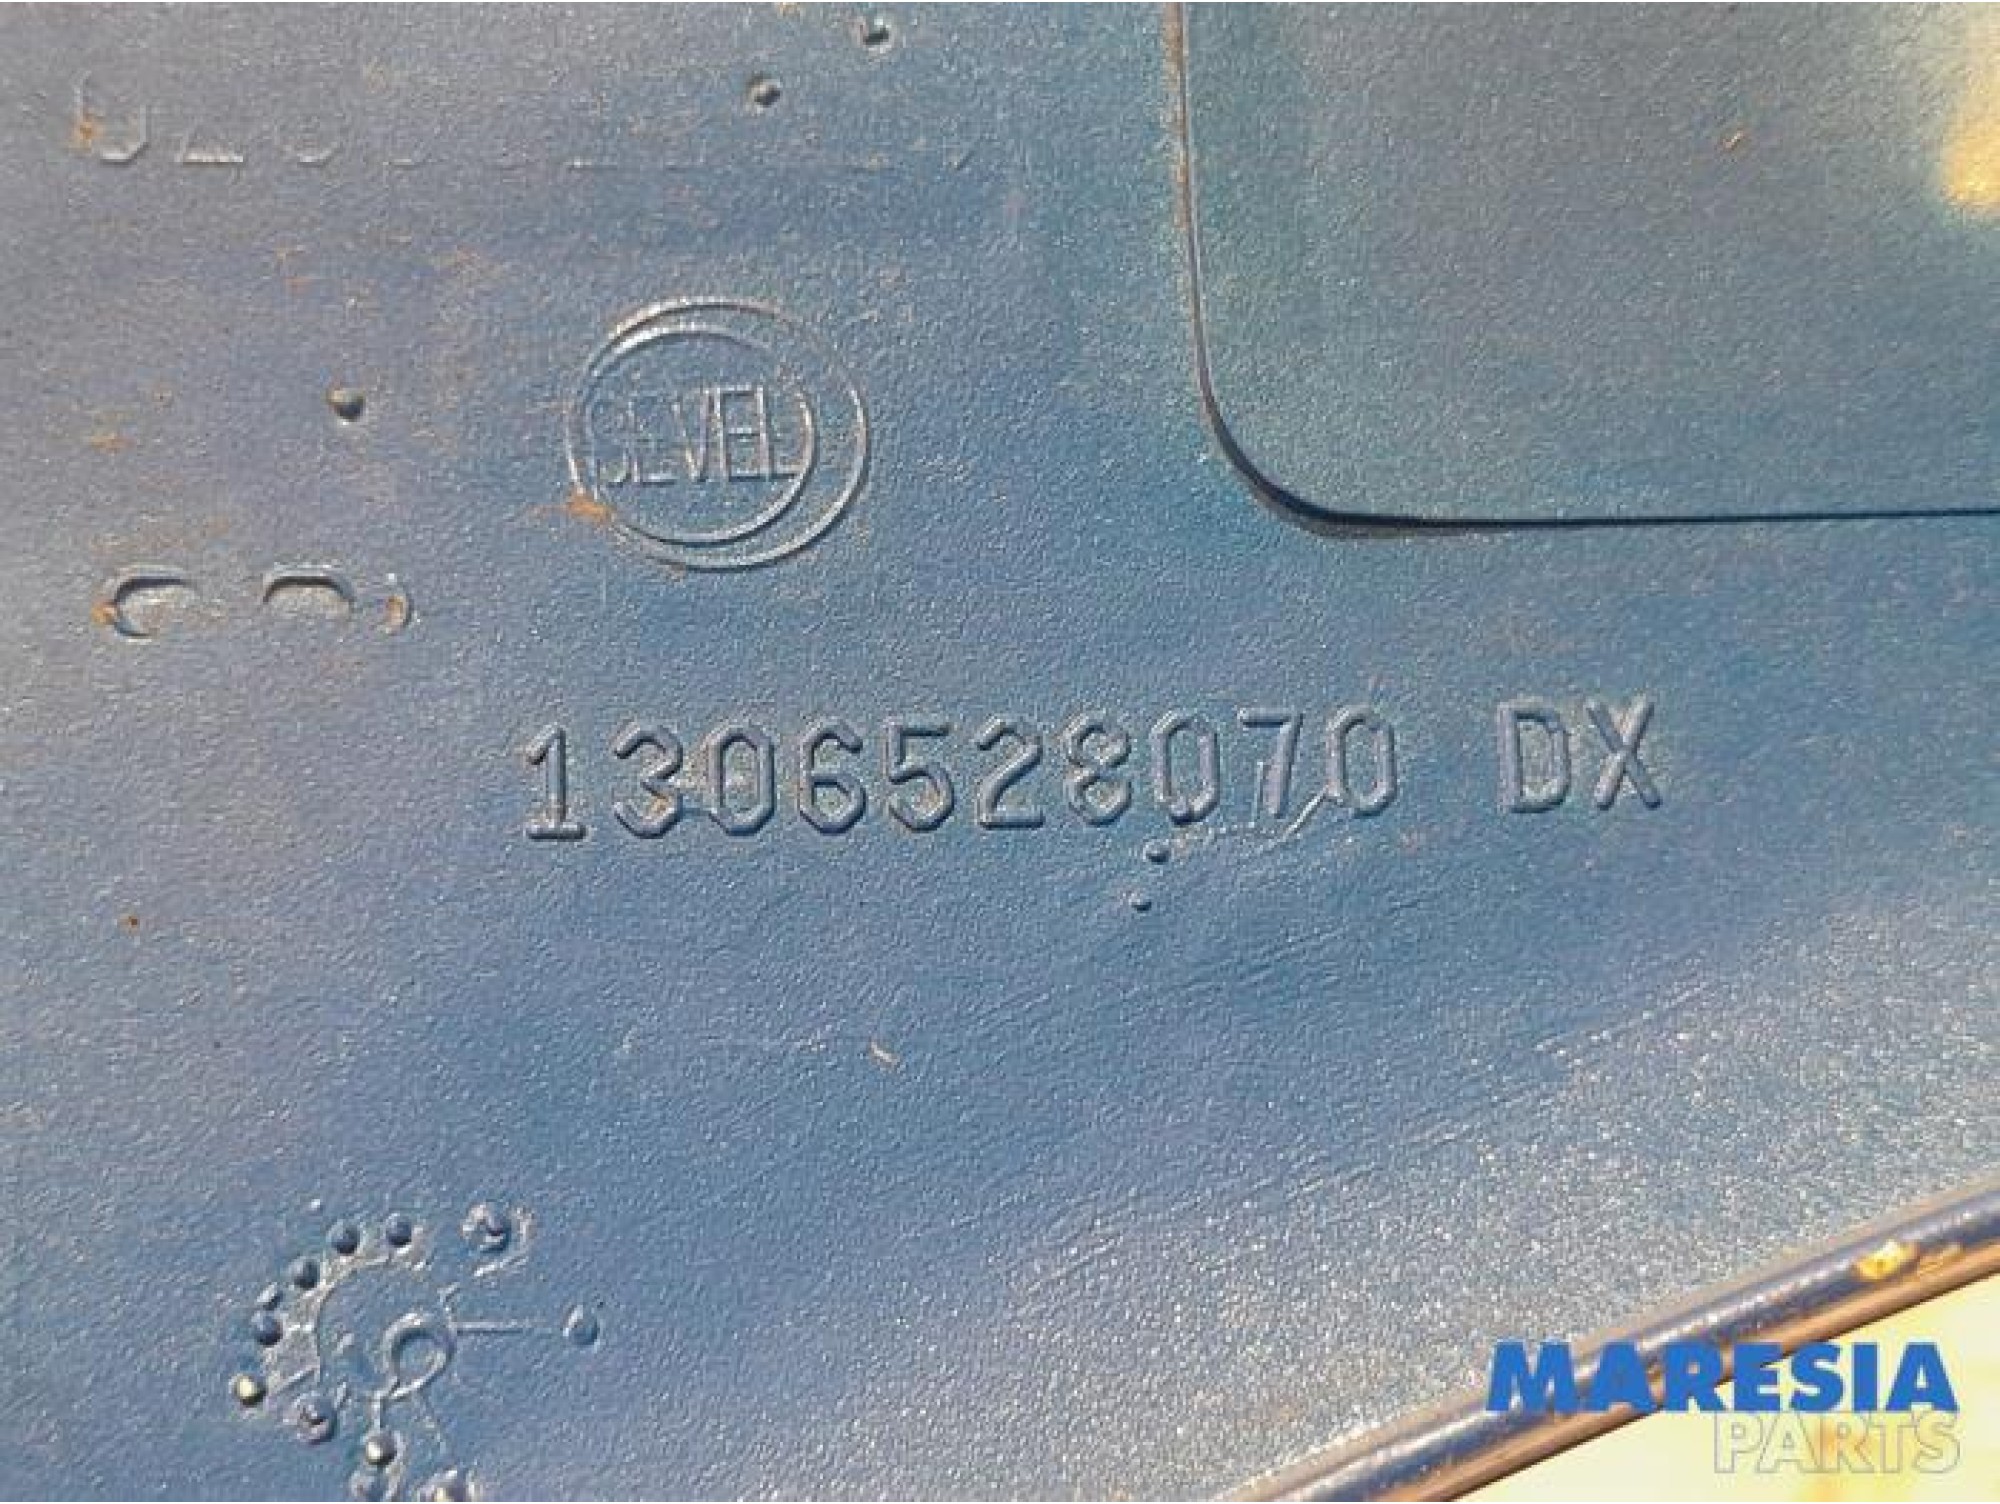 SEVEL
1306528070 DX
MARESIA
PARTS